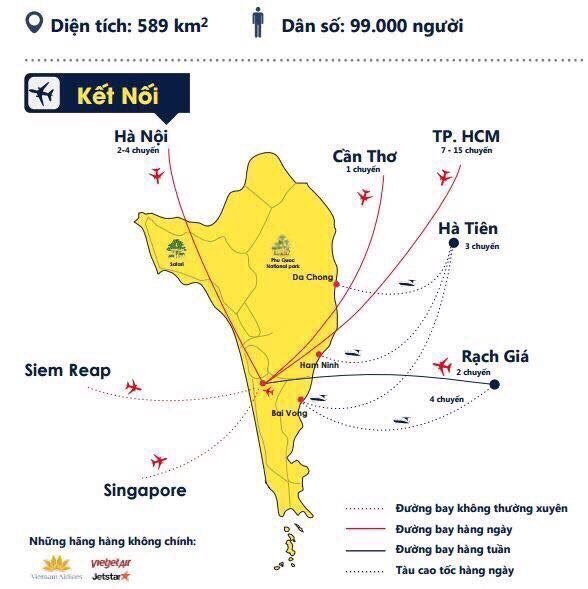 Diện tích: 589 km²
Dân số: 99.000 người
Kết Nối
Hà Nội
2-4 chuyến
Cần Thơ
1 chuyến
TP. HCM
7 - 15 chuyến
Hà Tiên
3 chuyến
Safari
Phu Quoc
National park
Da Chong
Ham Ninh
Rạch Giá
2 chuyến
4 chuyến
Siem Reap
Bai Vong
Singapore
Đường bay không thường xuyên
Đường bay hàng ngày
Đường bay hàng tuần
Tàu cao tốc hàng ngày
Những hãng hàng không chính:
Vietnam Airlines
vietjet Air
Jetstar